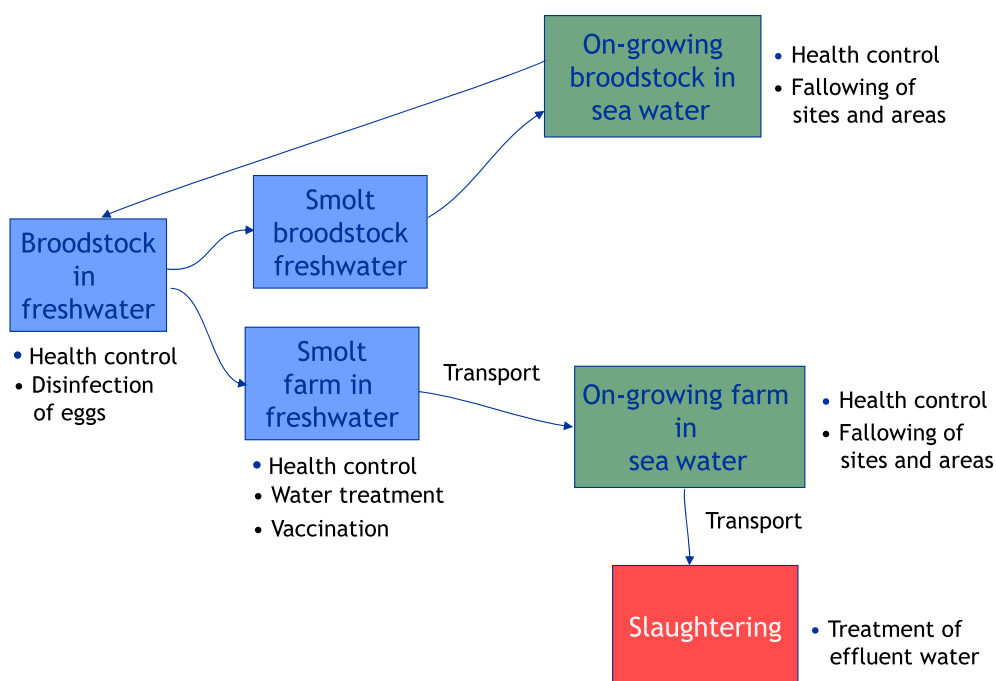 On-growing
broodstock in
sea water
• Health control
• Fallowing of
sites and areas
Smolt
broodstock
freshwater
Broodstock
in
freshwater
• Health control
• Disinfection
of eggs
Smolt
farm in
freshwater
• Health control
• Water treatment
• Vaccination
Transport
On-growing farm
in
sea water
• Health control
• Fallowing of
sites and areas
Transport
Slaughtering
• Treatment of
effluent water